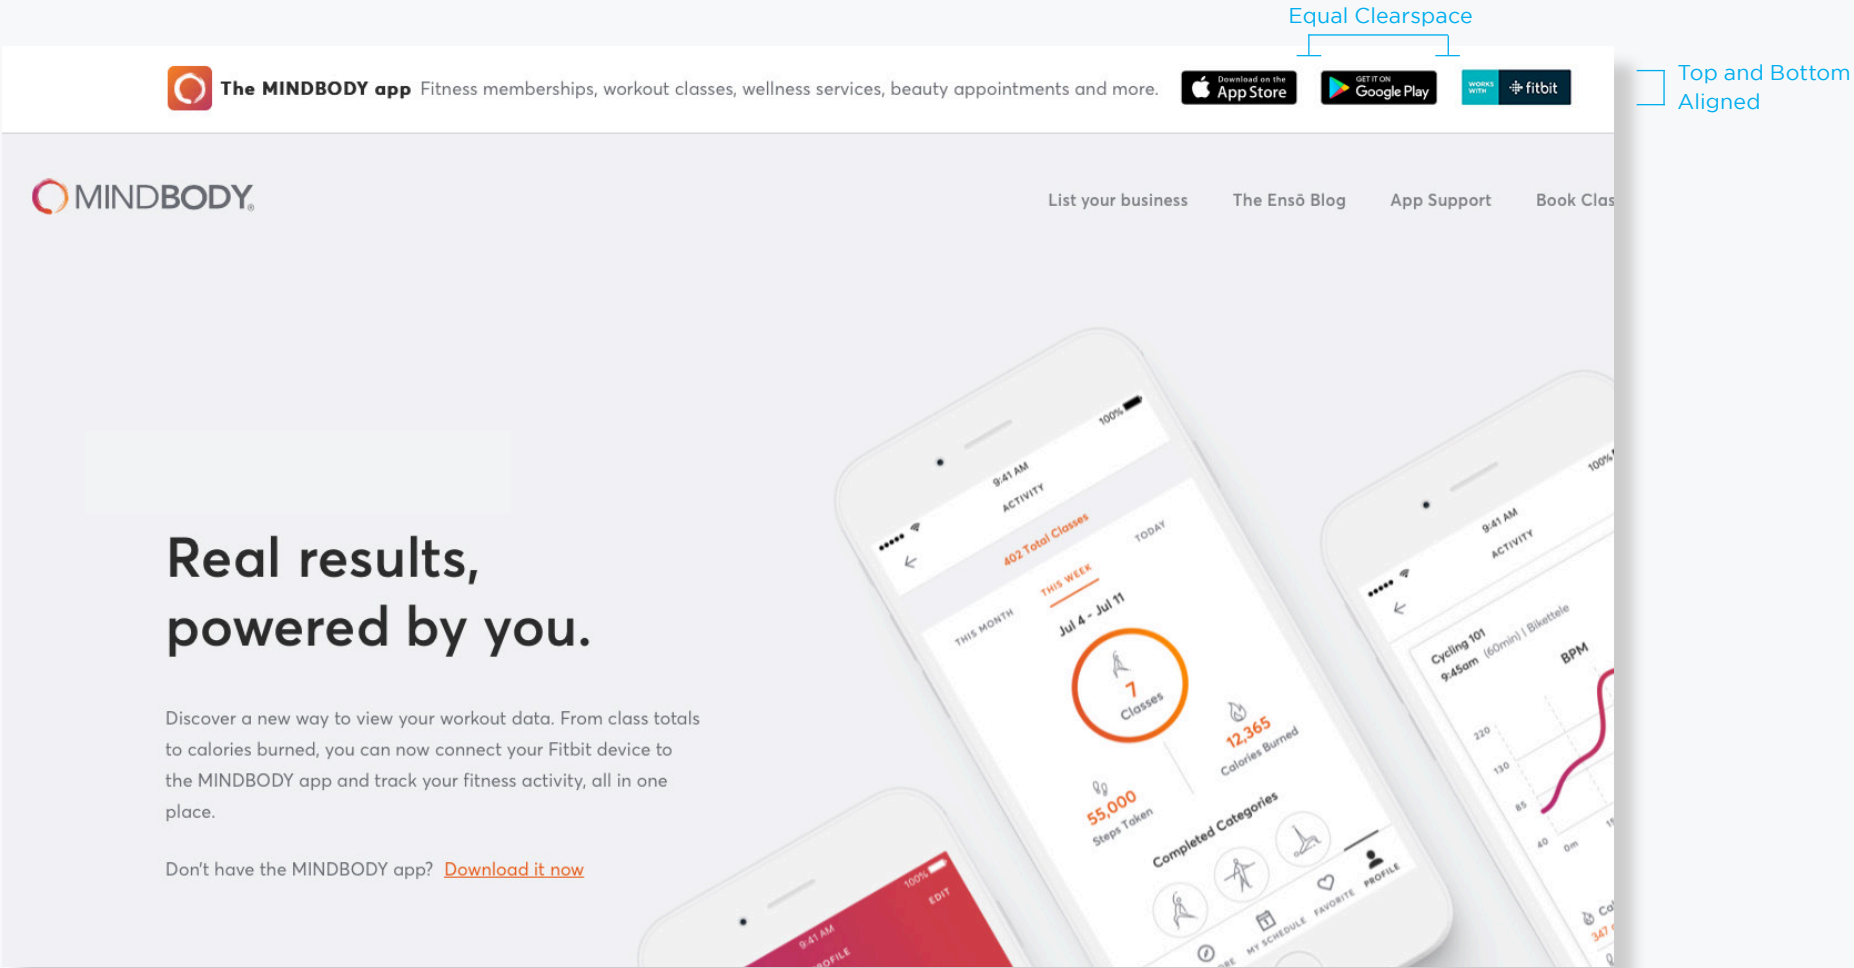 Equal Clearspace
Top and Bottom
Aligned
The MINDBODY app Fitness memberships, workout classes, wellness services, beauty appointments and more.
Download on the
App Store
GET IT ON
Google Play
WORKS
WITH
fitbit
MINDBODY®
List your business The Ensō Blog App Support Book Clas
Real results,
powered by you.
Discover a new way to view your workout data. From class totals
to calories burned, you can now connect your Fitbit device to
the MINDBODY app and track your fitness activity, all in one
place.
Don't have the MINDBODY app? Download it now
9:41 AM
100%
ACTIVITY
402 Total Classes
THIS MONTH
THIS WEEK
TODAY
Jul 4 - Jul 11
7
Classes
55,000
Steps Taken
12,365
Calories Burned
Completed Categories
MY SCHEDULE
FAVORITE
PROFILE
9:41 AM
100%
ACTIVITY
Cycling 101
9:45am (60min) | Bikettele
BPM
220
130
85
40
0m
15
Cal
347
9:41 AM
100%
PROFILE
EDIT